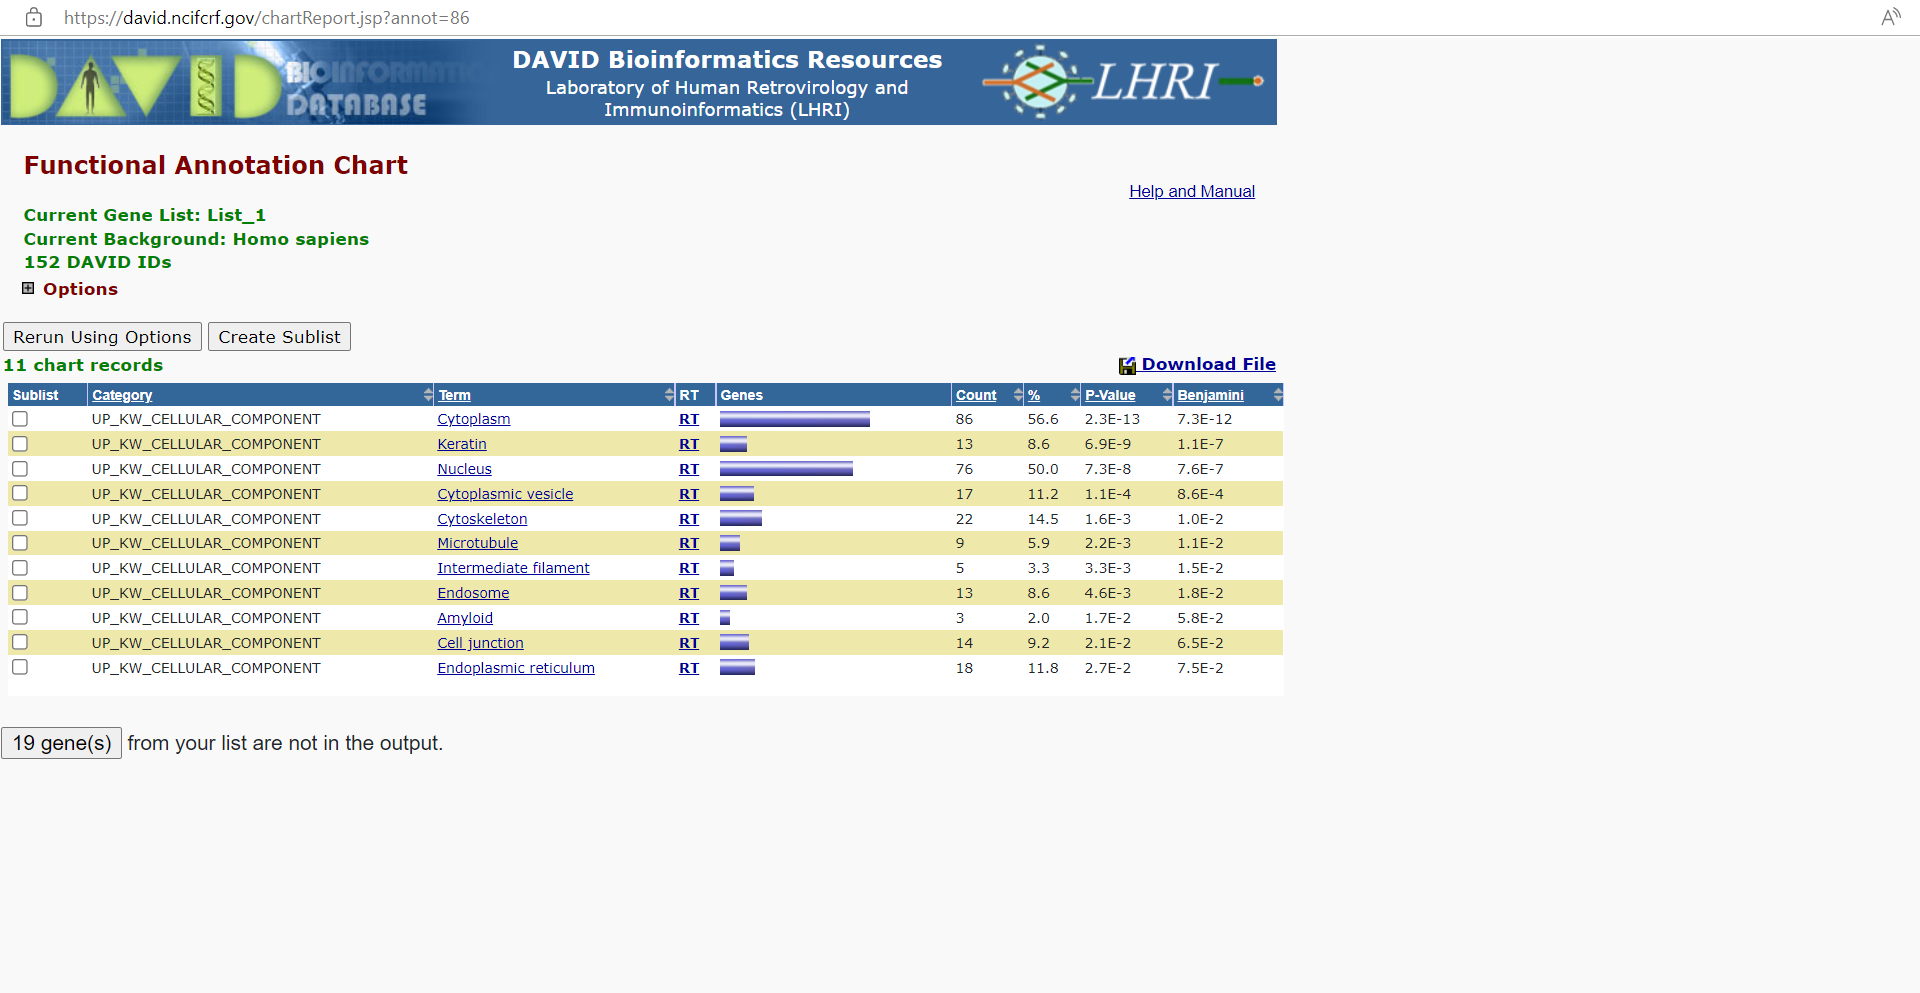 https://david.ncifcrf.gov/chartReport.jsp?annot=86
DAVID BIOINFORMATICS DATABASE
DAVID Bioinformatics Resources
Laboratory of Human Retrovirology and
Immunoinformatics (LHRI)
LHRI
Functional Annotation Chart
Help and Manual
Current Gene List: List_1
Current Background: Homo sapiens
152 DAVID IDs
Options
Rerun Using Options Create Sublist
11 chart records
Download File
Sublist Category Term RT Genes Count % P-Value Benjamini
UP_KW_CELLULAR_COMPONENT Cytoplasm RT 86 56.6 2.3E-13 7.3E-12
UP_KW_CELLULAR_COMPONENT Keratin RT 13 8.6 6.9E-9 1.1E-7
UP_KW_CELLULAR_COMPONENT Nucleus RT 76 50.0 7.3E-8 7.6E-7
UP_KW_CELLULAR_COMPONENT Cytoplasmic vesicle RT 17 11.2 1.1E-4 8.6E-4
UP_KW_CELLULAR_COMPONENT Cytoskeleton RT 22 14.5 1.6E-3 1.0E-2
UP_KW_CELLULAR_COMPONENT Microtubule RT 9 5.9 2.2E-3 1.1E-2
UP_KW_CELLULAR_COMPONENT Intermediate filament RT 5 3.3 3.3E-3 1.5E-2
UP_KW_CELLULAR_COMPONENT Endosome RT 13 8.6 4.6E-3 1.8E-2
UP_KW_CELLULAR_COMPONENT Amyloid RT 3 2.0 1.7E-2 5.8E-2
UP_KW_CELLULAR_COMPONENT Cell junction RT 14 9.2 2.1E-2 6.5E-2
UP_KW_CELLULAR_COMPONENT Endoplasmic reticulum RT 18 11.8 2.7E-2 7.5E-2
19 gene(s) from your list are not in the output.